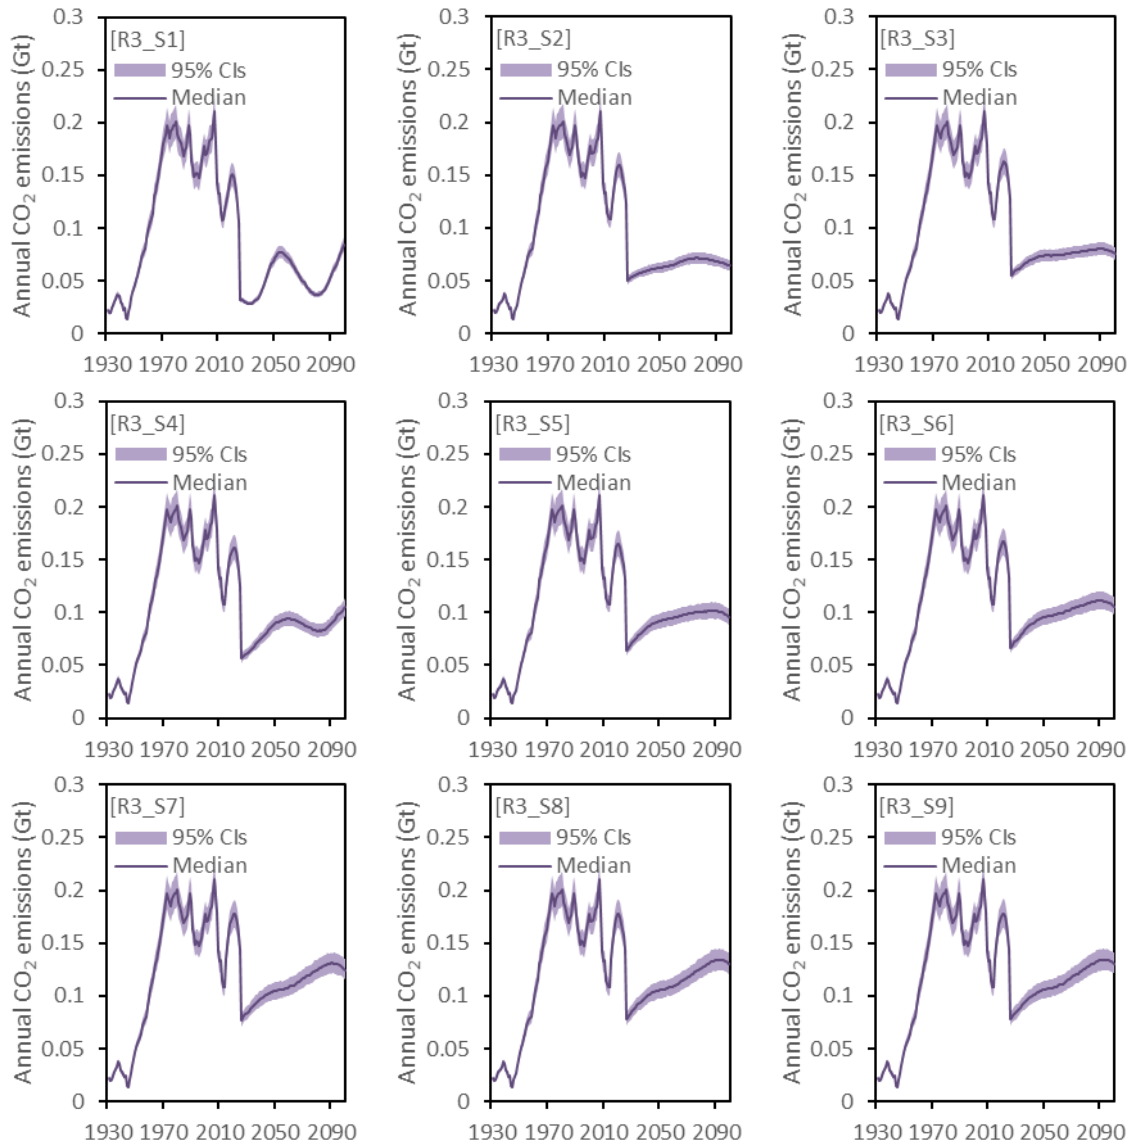 Annual CO2 emissions (Gt)
0.3
0.25
0.2
0.15
0.1
0.05
0
[R3_S1]
95% CIs
Median
1930 1970 2010 2050 2090
Annual CO2 emissions (Gt)
0.3
0.25
0.2
0.15
0.1
0.05
0
[R3_S2]
95% CIs
Median
1930 1970 2010 2050 2090
Annual CO2 emissions (Gt)
0.3
0.25
0.2
0.15
0.1
0.05
0
[R3_S3]
95% CIs
Median
1930 1970 2010 2050 2090
Annual CO2 emissions (Gt)
0.3
0.25
0.2
0.15
0.1
0.05
0
[R3_S4]
95% CIs
Median
1930 1970 2010 2050 2090
Annual CO2 emissions (Gt)
0.3
0.25
0.2
0.15
0.1
0.05
0
[R3_S5]
95% CIs
Median
1930 1970 2010 2050 2090
Annual CO2 emissions (Gt)
0.3
0.25
0.2
0.15
0.1
0.05
0
[R3_S6]
95% CIs
Median
1930 1970 2010 2050 2090
Annual CO2 emissions (Gt)
0.3
0.25
0.2
0.15
0.1
0.05
0
[R3_S7]
95% CIs
Median
1930 1970 2010 2050 2090
Annual CO2 emissions (Gt)
0.3
0.25
0.2
0.15
0.1
0.05
0
[R3_S8]
95% CIs
Median
1930 1970 2010 2050 2090
Annual CO2 emissions (Gt)
0.3
0.25
0.2
0.15
0.1
0.05
0
[R3_S9]
95% CIs
Median
1930 1970 2010 2050 2090